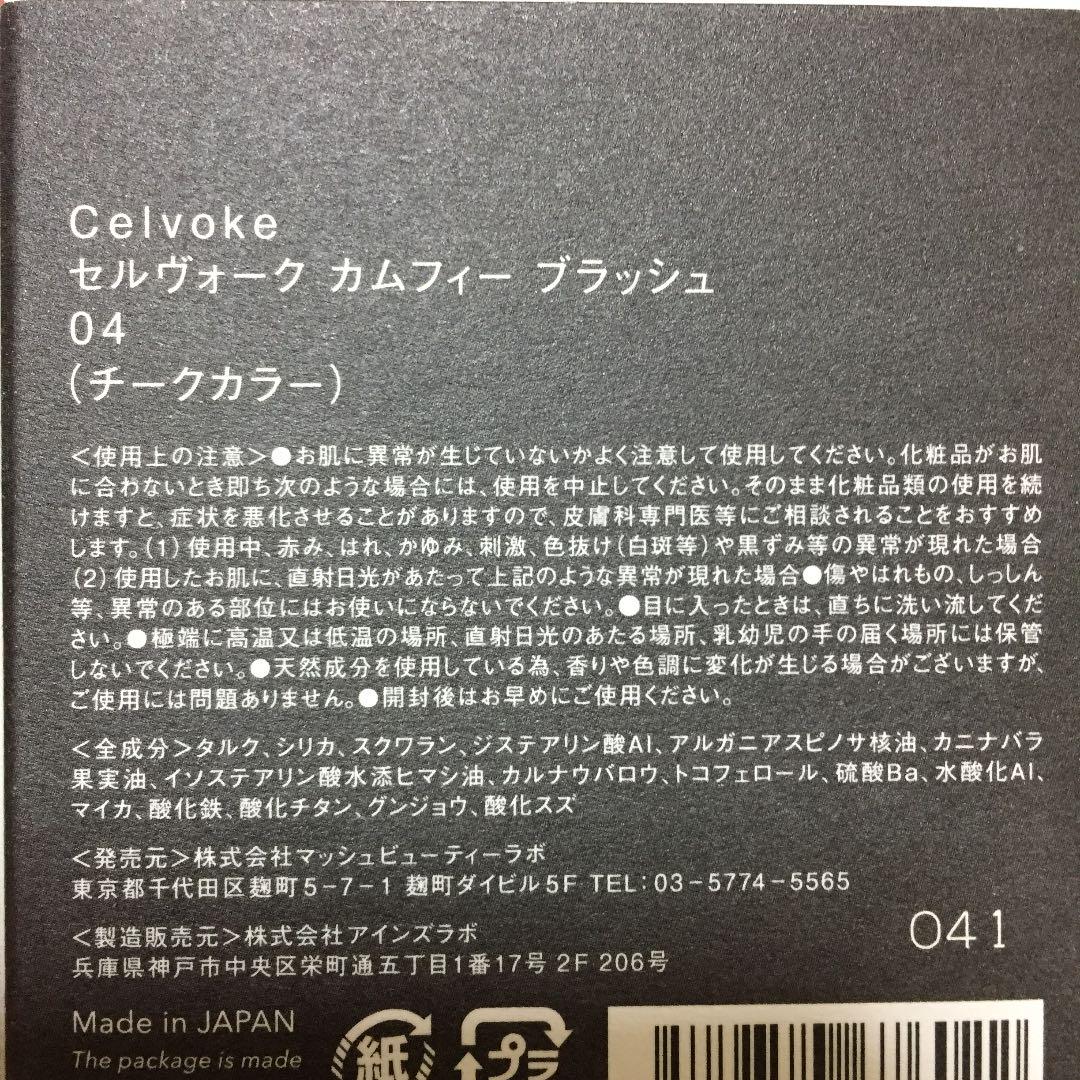 Celvoke
セルヴォーク カムフィー ブラッシュ
04
(チークカラー)
<使用上の注意>●お肌に異常が生じていないかよく注意して使用してください。化粧品がお肌
に合わないとき即ち次のような場合には、使用を中止してください。そのまま化粧品類の使用を続
けますと、症状を悪化させることがありますので、皮膚科専門医等にご相談されることをおすすめ
します。(1)使用中、赤み、はれ、かゆみ、刺激、色抜け(白斑等)や黒ずみ等の異常が現れた場合
(2)使用したお肌に、直射日光があたって上記のような異常が現れた場合●傷やはれもの、しっしん
等、異常のある部位にはお使いにならないでください。●目に入ったときは、直ちに洗い流してくだ
さい。●極端に高温又は低温の場所、直射日光のあたる場所、乳幼児の手の届く場所には保管
しないでください。●天然成分を使用している為、香りや色調に変化が生じる場合がございますが、
ご使用には問題ありません。●開封後はお早めにご使用ください。
<全成分>タルク、シリカ、スクワラン、ジステアリン酸Al、アルガニアスピノサ核油、カニナバラ
果実油、イソステアリン酸水添ヒマシ油、カルナウバロウ、トコフェロール、硫酸Ba、水酸化Al、
マイカ、酸化鉄、酸化チタン、グンジョウ、酸化スズ
<発売元>株式会社マッシュビューティーラボ
東京都千代田区麹町5-7-1 麹町ダイビル5F TEL:03-5774-5565
<製造販売元>株式会社アインズラボ
兵庫県神戸市中央区栄町通五丁目1番17号 2F 206号
041
Made in JAPAN
The package is made
紙
プラ